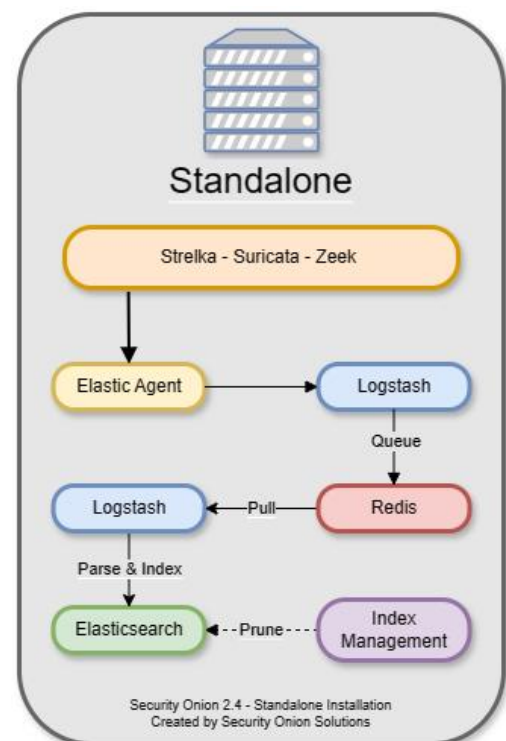 Standalone
Strelka - Suricata - Zeek
Elastic Agent
Logstash
Queue
Logstash
Pull
Redis
Parse & Index
Elasticsearch
Prune
Index
Management
Security Onion 2.4 - Standalone Installation
Created by Security Onion Solutions